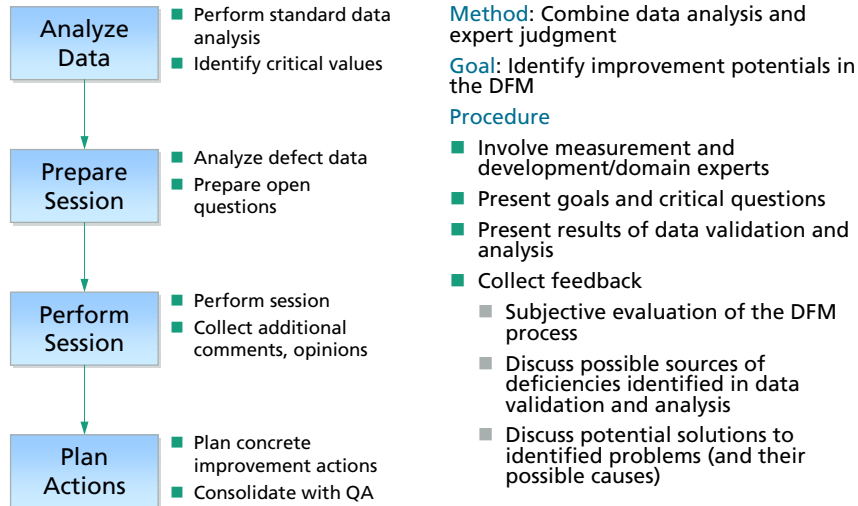 Analyze
Data
Perform standard data
analysis
Identify critical values
Prepare
Session
Analyze defect data
Prepare open
questions
Perform
Session
Perform session
Collect additional
comments, opinions
Plan
Actions
Plan concrete
improvement actions
Consolidate with QA
Method: Combine data analysis and
expert judgment
Goal: Identify improvement potentials in
the DFM
Procedure
Involve measurement and
development/domain experts
Present goals and critical questions
Present results of data validation and
analysis
Collect feedback
Subjective evaluation of the DFM
process
Discuss possible sources of
deficiencies identified in data
validation and analysis
Discuss potential solutions to
identified problems (and their
possible causes)